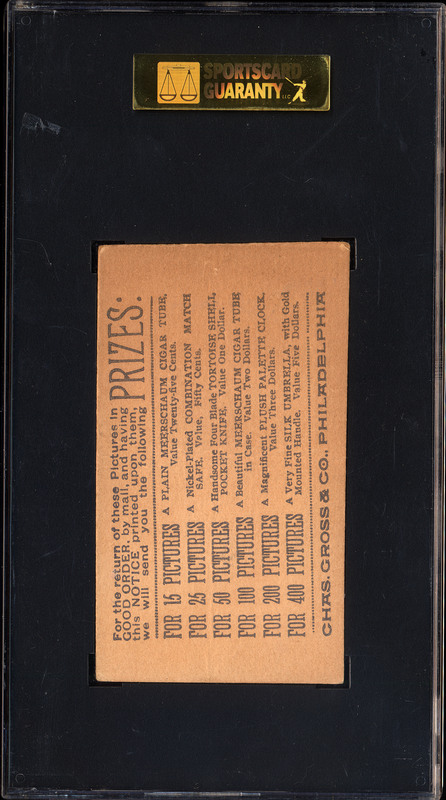 SPORTSCARD
GUARANTY LLC
For the return of these Pictures in
GOOD ORDER, by mail, and having
this NOTICE printed upon them,
we will send you the following
PRIZES:
FOR 15 PICTURES A PLAIN MEERSCHAUM CIGAR TUBE,
Value Twenty-five Cents.
FOR 25 PICTURES A Nickel-Plated COMBINATION MATCH
SAFE. Value, Fifty Cents.
FOR 50 PICTURES A Handsome Four Blade TORTOISE SHELL
POCKET KNIFE. Value One Dollar.
FOR 100 PICTURES A Beautiful MEERSCHAUM CIGAR TUBE
in Case. Value Two Dollars.
FOR 200 PICTURES A Magnificent PLUSH PALETTE CLOCK.
Value Three Dollars.
FOR 400 PICTURES A Very Fine SILK UMBRELLA, with Gold
Mounted Handle. Value Five Dollars.
CHAS. GROSS & CO., PHILADELPHIA